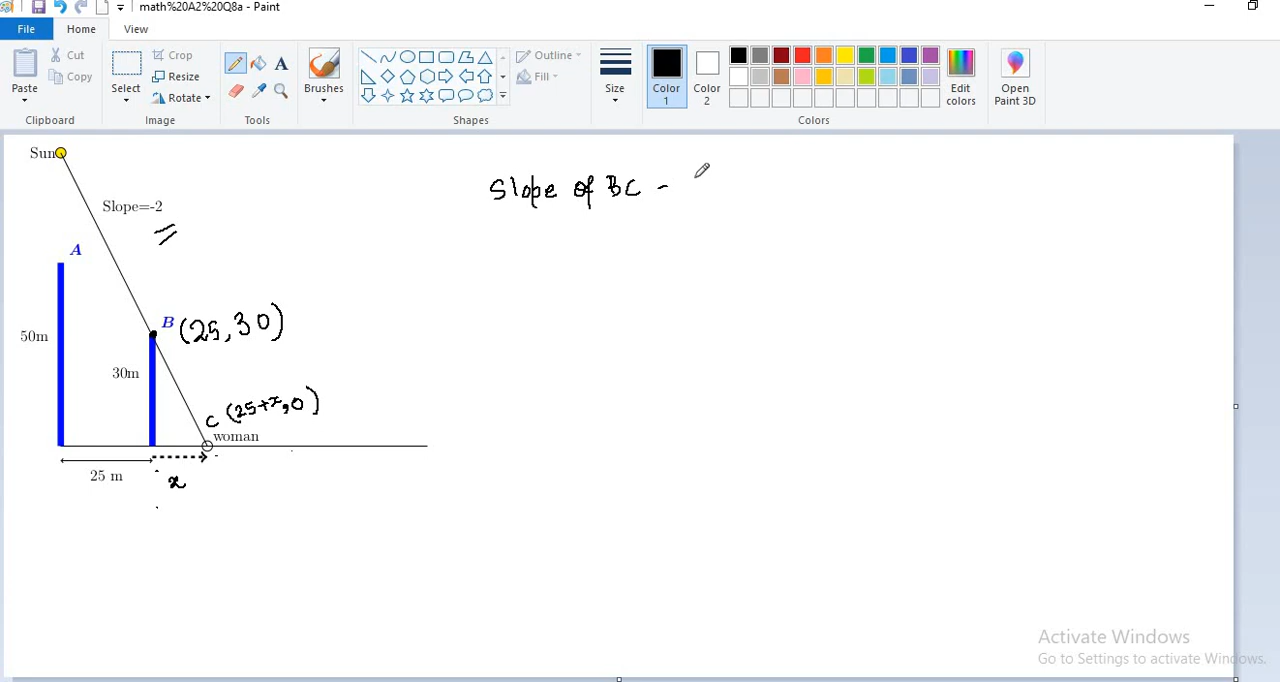 math%20A2%20Q8a - Paint
File Home View
Paste
Cut
Copy
Clipboard
Select
Crop
Resize
Rotate
Image
A
Tools
Brushes
Outline
Fill
Shapes
Size
Color 1
Color 2
Edit colors
Colors
Open Paint 3D
Sun
Slope=-2
A
50m
B (25,30)
30m
C (25+x,0)
woman
25 m
x
Slope of BC -
Activate Windows
Go to Settings to activate Windows.